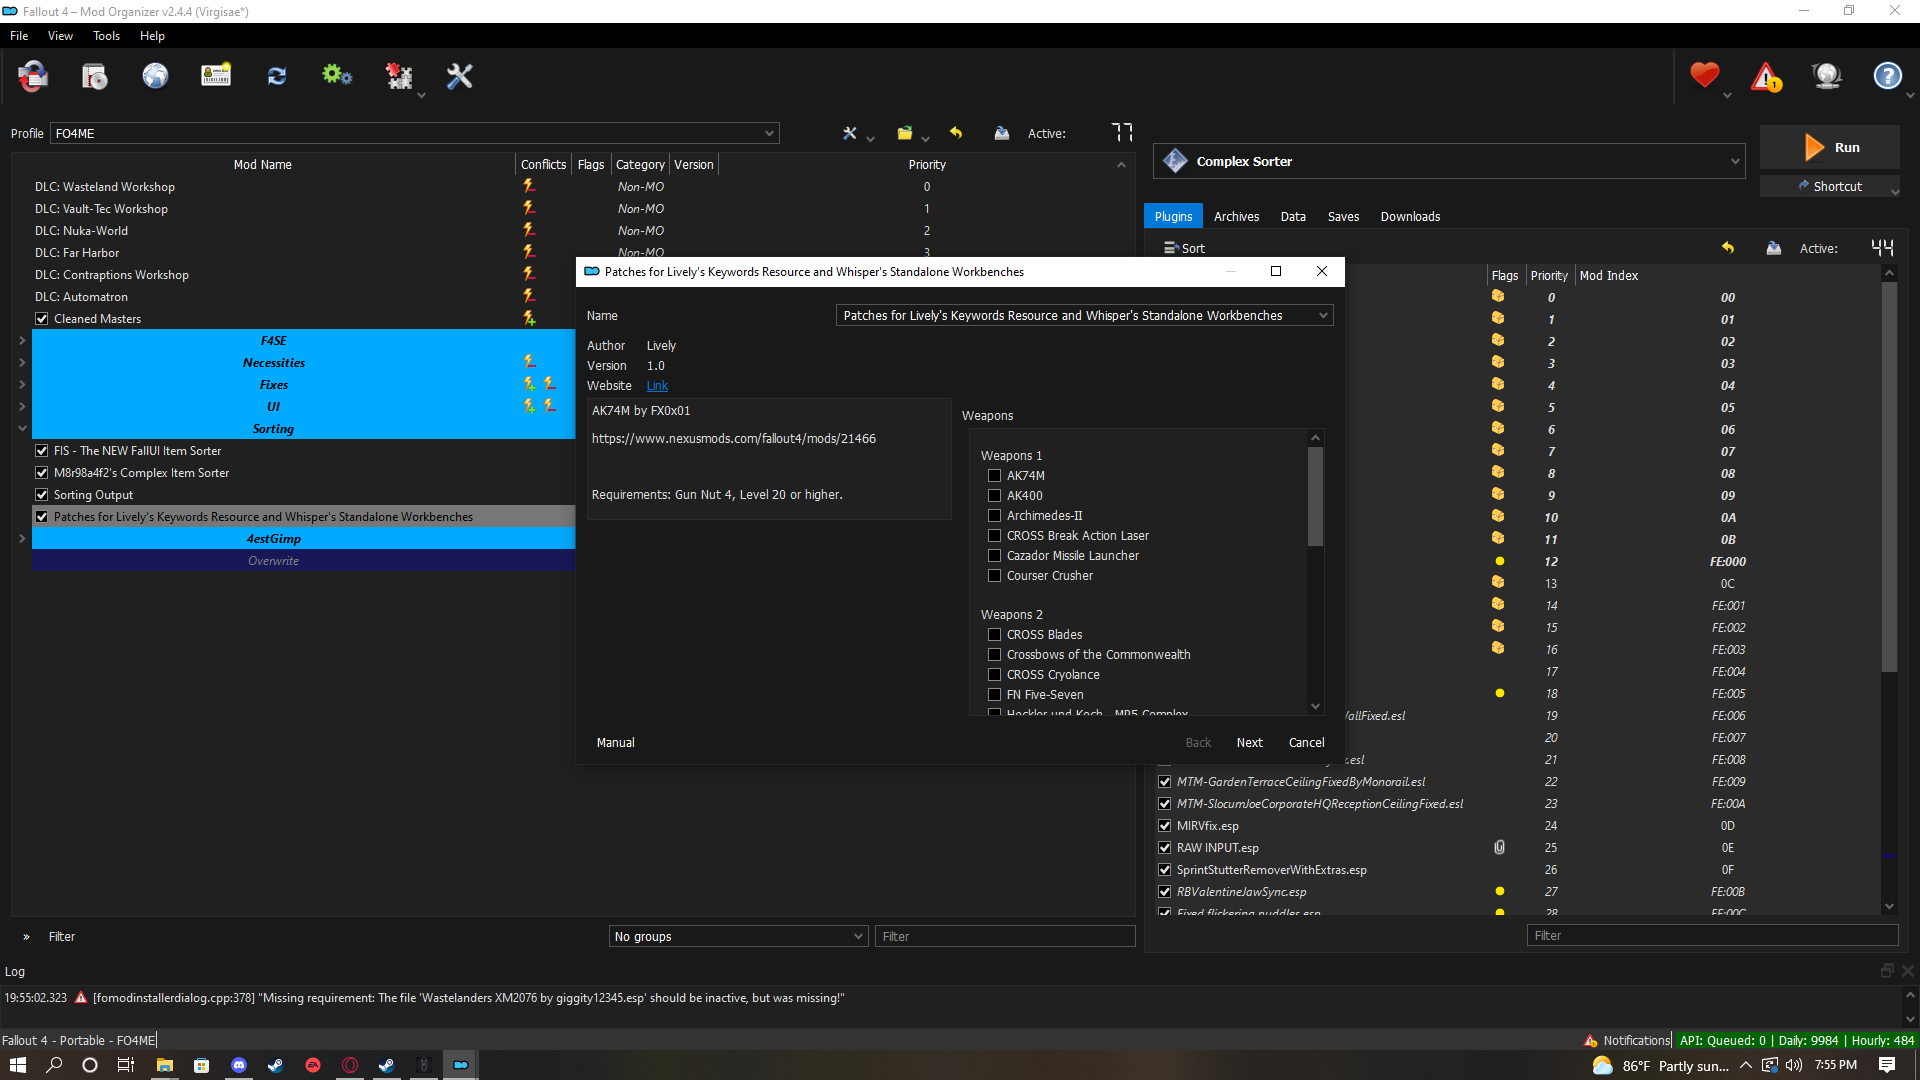 Fallout 4 – Mod Organizer v2.4.4 (Virgisae*)
File View Tools Help
Profile FO4ME Active: 77
Mod Name Conflicts Flags Category Version Priority
DLC: Wasteland Workshop Non-MO 0
DLC: Vault-Tec Workshop Non-MO 1
DLC: Nuka-World Non-MO 2
DLC: Far Harbor Non-MO 3
DLC: Contraptions Workshop
DLC: Automatron
Cleaned Masters
F4SE
Necessities
Fixes
UI
Sorting
FIS - The NEW FallUI Item Sorter
M8r98a4f2's Complex Item Sorter
Sorting Output
Patches for Lively's Keywords Resource and Whisper's Standalone Workbenches
4estGimp
Overwrite
» Filter No groups Filter
Patches for Lively's Keywords Resource and Whisper's Standalone Workbenches
Name Patches for Lively's Keywords Resource and Whisper's Standalone Workbenches
Author Lively
Version 1.0
Website Link
AK74M by FX0x01
https://www.nexusmods.com/fallout4/mods/21466
Requirements: Gun Nut 4, Level 20 or higher.
Weapons
Weapons 1
AK74M
AK400
Archimedes-II
CROSS Break Action Laser
Cazador Missile Launcher
Courser Crusher
Weapons 2
CROSS Blades
Crossbows of the Commonwealth
CROSS Cryolance
FN Five-Seven
Heckler und Koch - MP5 Complex
Manual Back Next Cancel
Complex Sorter Run
Shortcut
Plugins Archives Data Saves Downloads
Sort Active: 44
Flags Priority Mod Index
0 00
1 01
2 02
3 03
4 04
5 05
6 06
7 07
8 08
9 09
10 0A
11 0B
12 FE:000
13 0C
14 FE:001
15 FE:002
16 FE:003
17 FE:004
18 FE:005
VallFixed.esl 19 FE:006
20 FE:007
.esl 21 FE:008
MTM-GardenTerraceCeilingFixedByMonorail.esl 22 FE:009
MTM-SlocumJoeCorporateHQReceptionCeilingFixed.esl 23 FE:00A
MIRVfix.esp 24 0D
RAW INPUT.esp 25 0E
SprintStutterRemoverWithExtras.esp 26 0F
RBValentineJawSync.esp 27 FE:00B
Fixed flickering puddles.esp 28 FE:00C
Filter
Log
19:55:02.323 [fomodinstallerdialog.cpp:378] "Missing requirement: The file 'Wastelanders XM2076 by giggity12345.esp' should be inactive, but was missing!"
Fallout 4 - Portable - FO4ME Notifications API: Queued: 0 | Daily: 9984 | Hourly: 484
86°F Partly sun... 7:55 PM